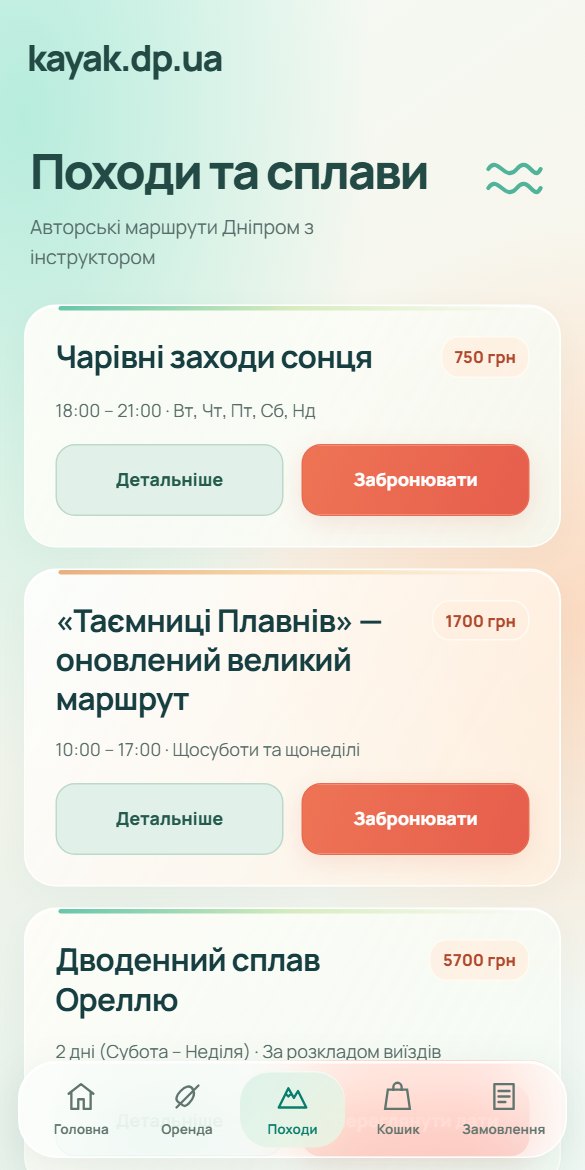 kayak.dp.ua
Походи та сплави
Авторські маршрути Дніпром з
інструктором
Чарівні заходи сонця
750 грн
18:00 – 21:00 · Вт, Чт, Пт, Сб, Нд
Детальніше
Забронювати
«Таємниці Плавнів» —
оновлений великий
маршрут
1700 грн
10:00 – 17:00 · Щосуботи та щонеділі
Детальніше
Забронювати
Дводенний сплав
Ореллю
5700 грн
2 дні (Субота – Неділя) · За розкладом виїздів
Детальніше
Головна
Оренда
Походи
Кошик
Замовлення